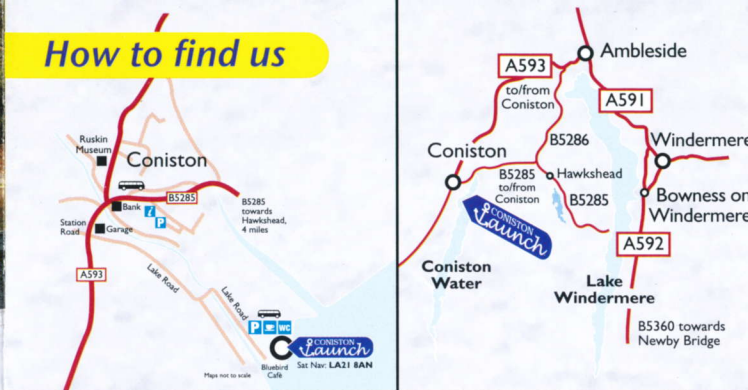 How to find us
Ruskin
Museum
Coniston
Bank
B5285
B5285
towards
Hawkshead,
4 miles
Station
Road
Garage
A593
Lake Road
Lake Road
CONISTON
Launch
Bluebird
Café
Sat Nav: LA21 8AN
Maps not to scale
i
P
P
WC
Ambleside
A593
to/from
Coniston
A591
B5286
Windermere
Coniston
B5285
to/from
Coniston
Hawkshead
B5285
Bowness on
Windermere
CONISTON
Launch
A592
Coniston
Water
Lake
Windermere
B5360 towards
Newby Bridge